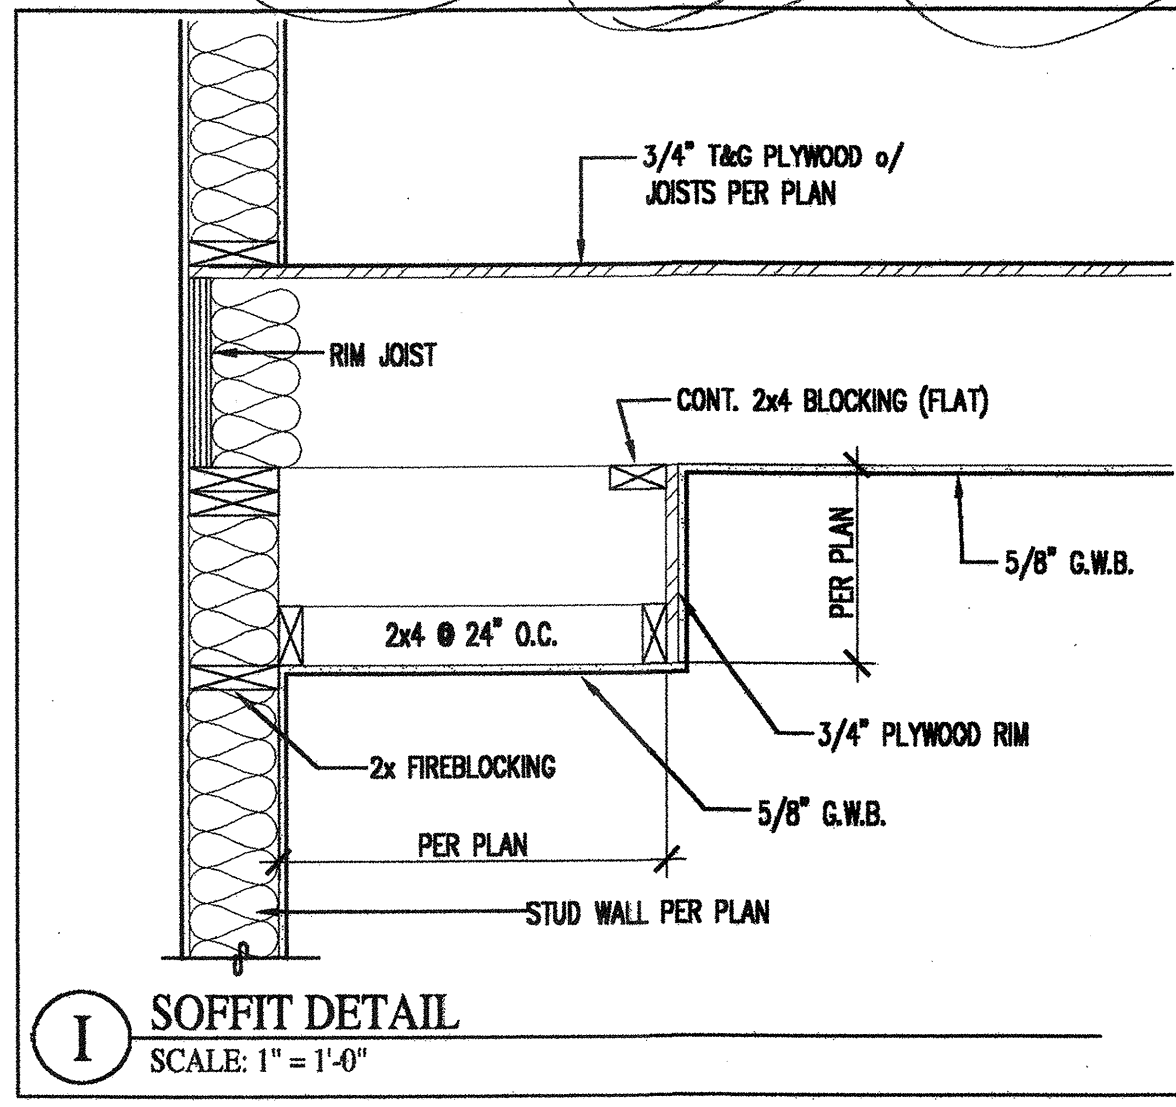 3/4" T&G PLYWOOD o/
JOISTS PER PLAN
RIM JOIST
CONT. 2x4 BLOCKING (FLAT)
PER PLAN
5/8" G.W.B.
2x4 @ 24" O.C.
3/4" PLYWOOD RIM
2x FIREBLOCKING
5/8" G.W.B.
PER PLAN
STUD WALL PER PLAN
I
SOFFIT DETAIL
SCALE: 1" = 1'-0"